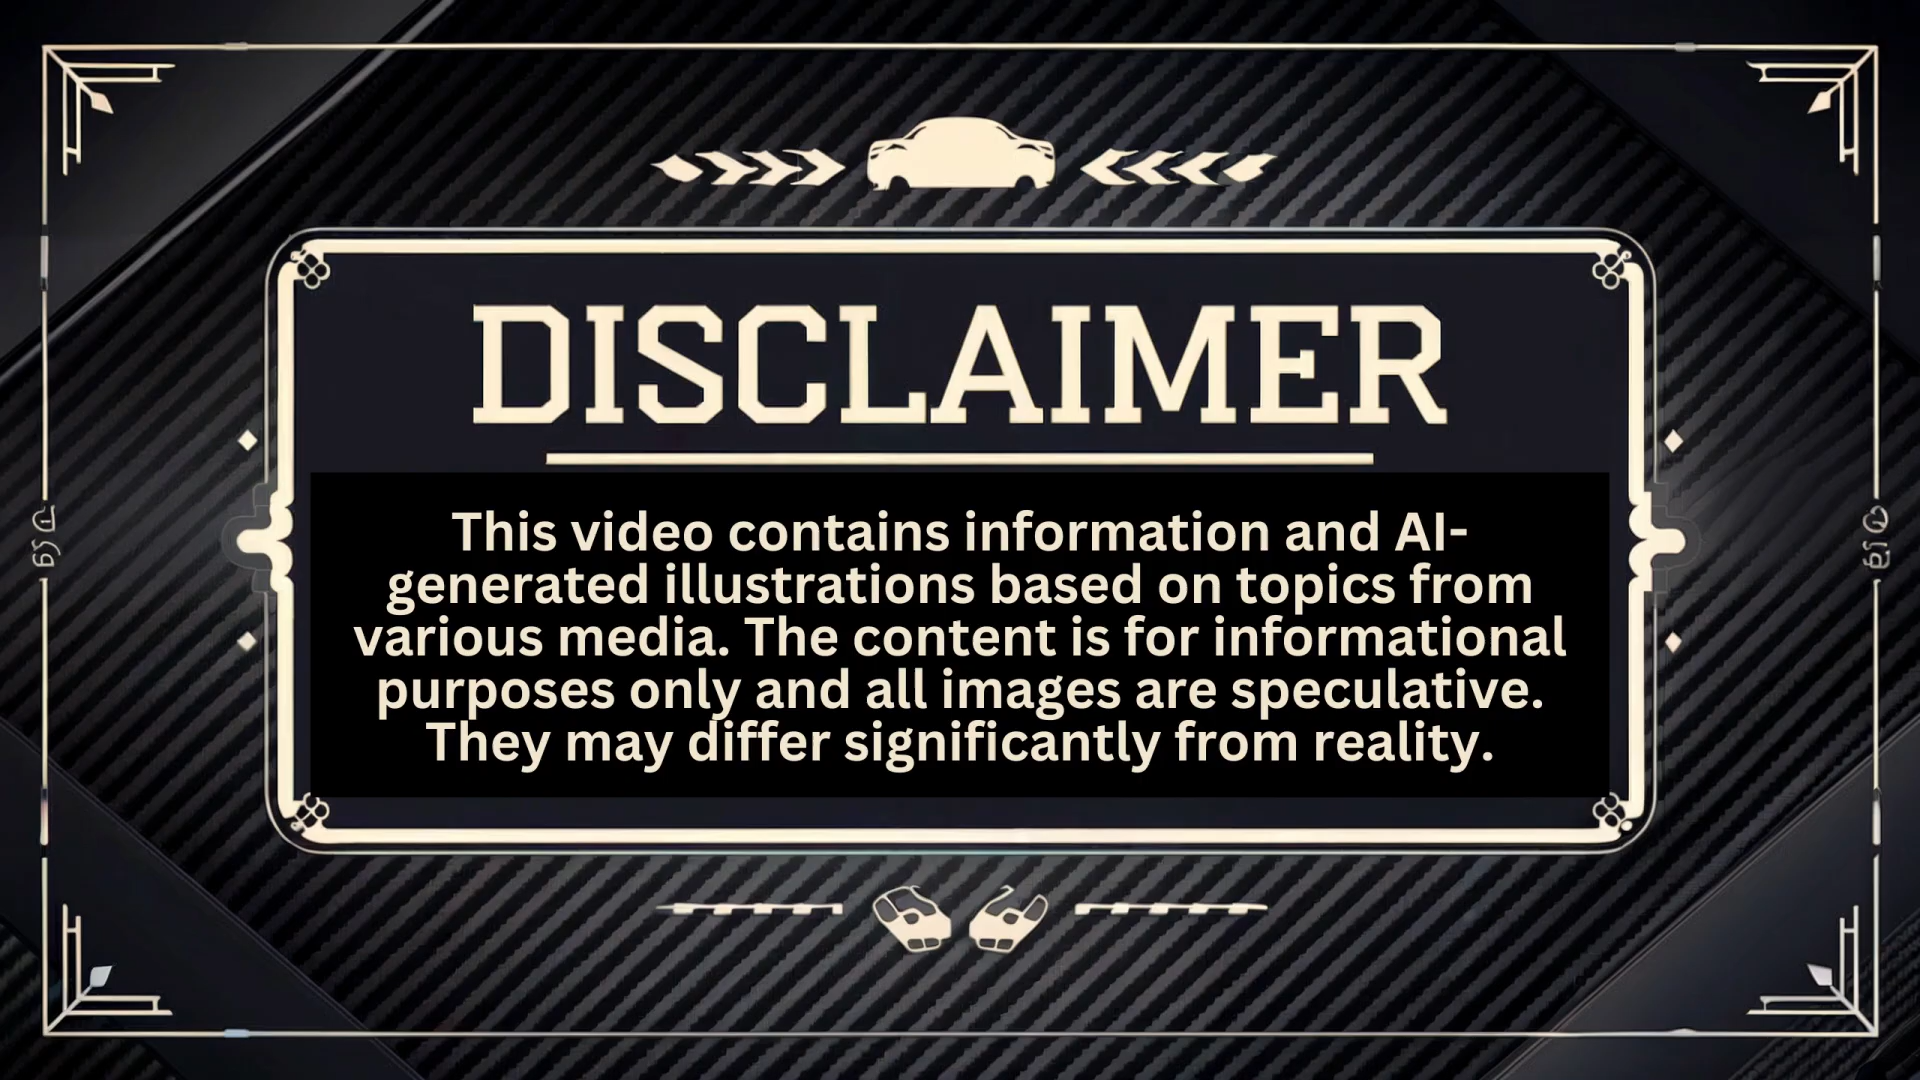 DISCLAIMER
This video contains information and AI-
generated illustrations based on topics from
various media. The content is for informational
purposes only and all images are speculative.
They may differ significantly from reality.